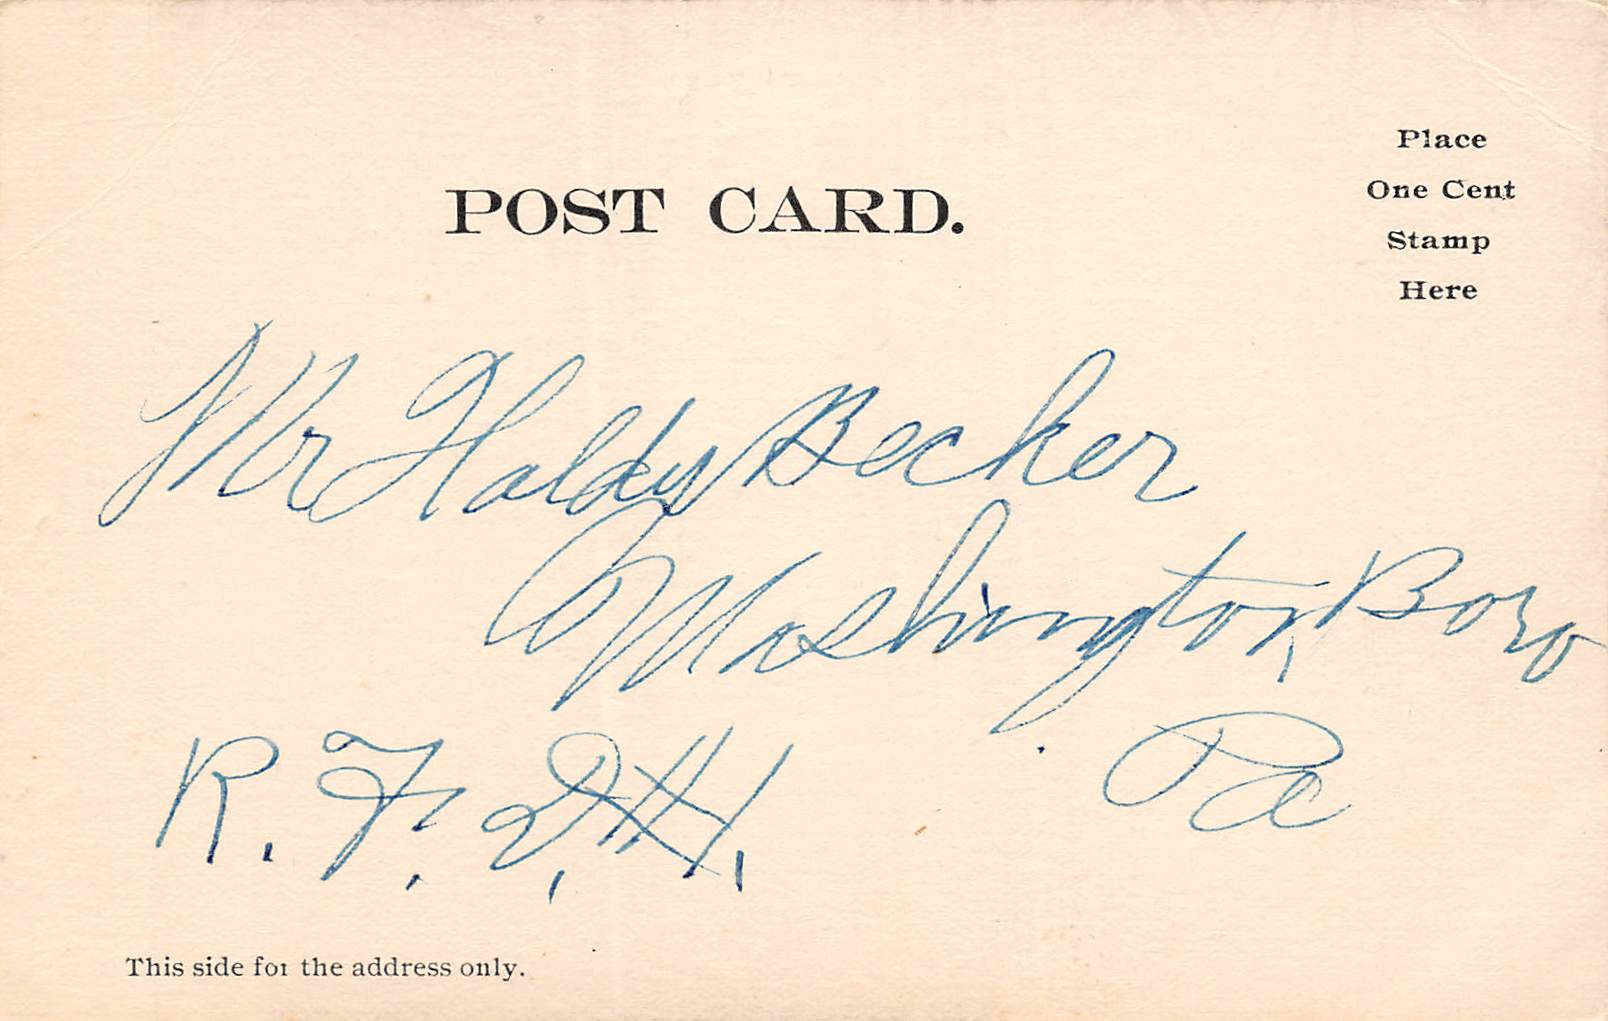 POST CARD.
Place
One Cent
Stamp
Here
Mr Haldy Becker
Washington, Boro
Pa
R. F. D. # 1.
This side for the address only.